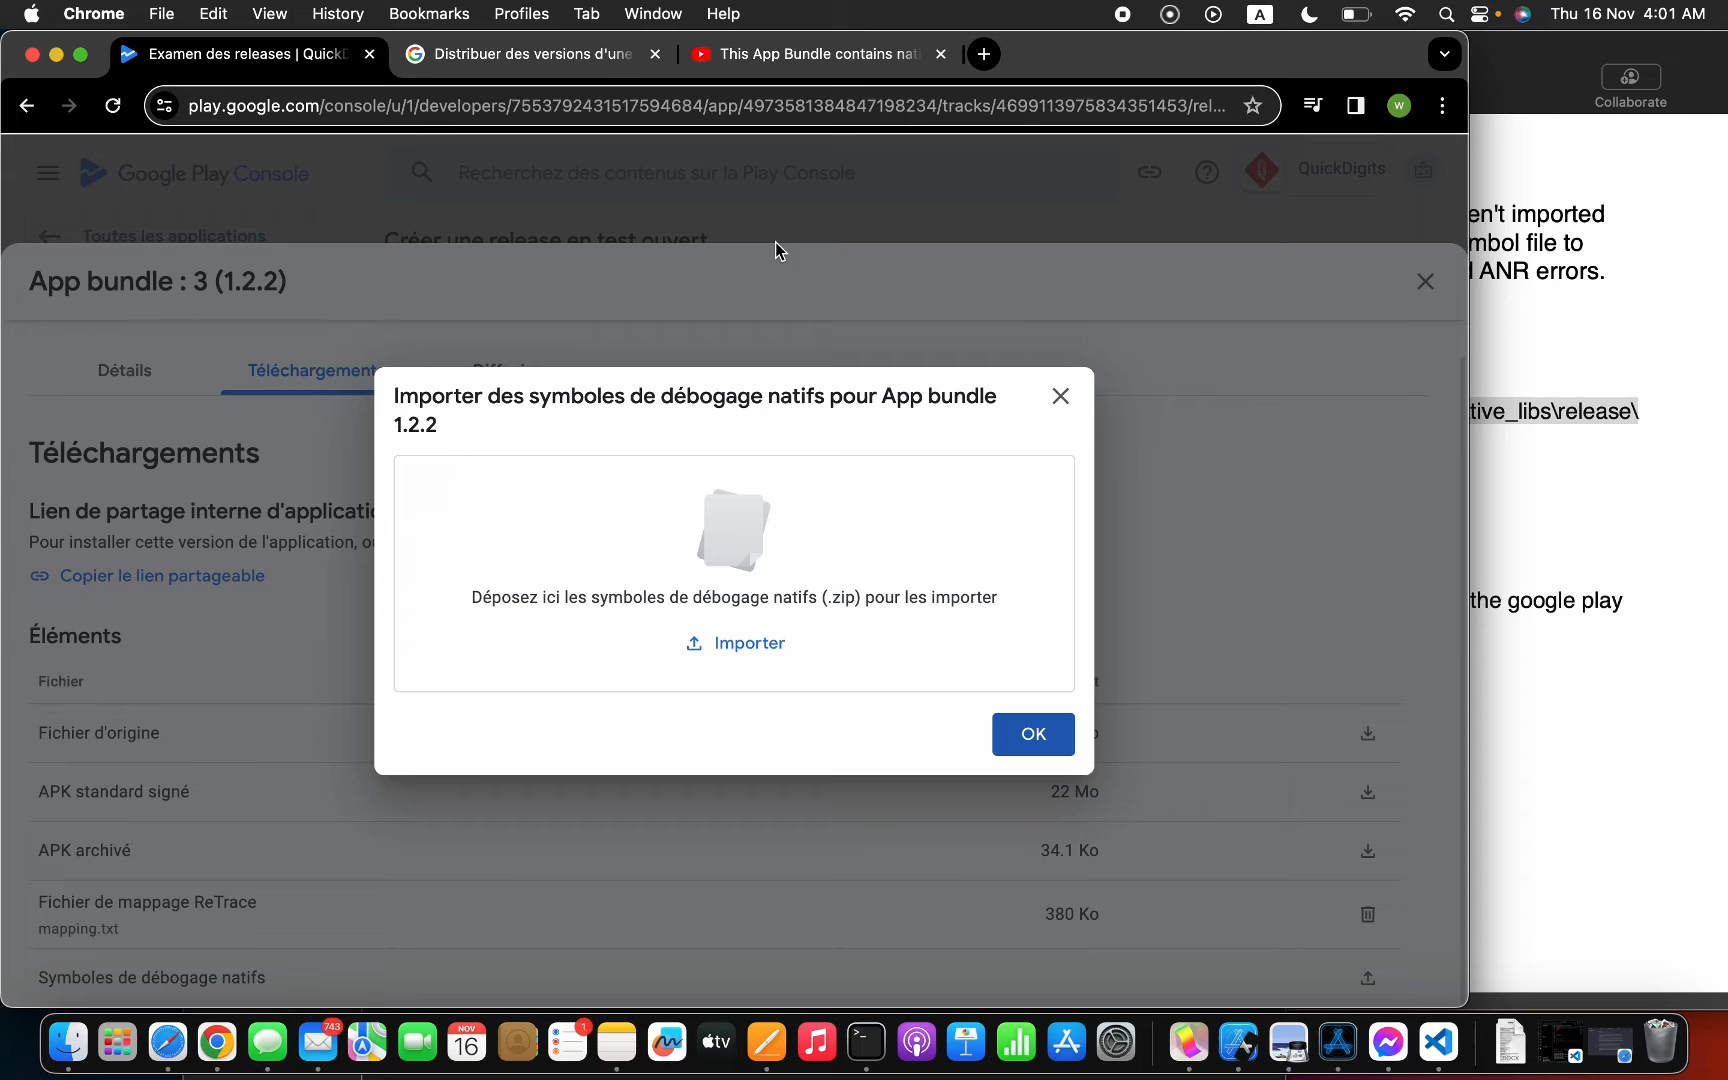 Chrome File Edit View History Bookmarks Profiles Tab Window Help A Thu 16 Nov 4:01 AM
Examen des releases | QuickD Distribuer des versions d'une This App Bundle contains nat
play.google.com/console/u/1/developers/7553792431517594684/app/4973581384847198234/tracks/4699113975834351453/rel... W
Collaborate
Google Play Console Recherchez des contenus sur la Play Console QuickDigits
Toutes les applications Créer une release en test ouvert
en't imported
mbol file to
ANR errors.
App bundle : 3 (1.2.2)
Détails Téléchargement
Importer des symboles de débogage natifs pour App bundle
1.2.2
tive_libs\release\
Téléchargements
Lien de partage interne d'applicati
Pour installer cette version de l'application, o
Copier le lien partageable
Déposez ici les symboles de débogage natifs (.zip) pour les importer
Importer
the google play
Éléments
Fichier
Fichier d'origine
OK
APK standard signé 22 Mo
APK archivé 34.1 Ko
Fichier de mappage ReTrace
mapping.txt
380 Ko
Symboles de débogage natifs
743
NOV
16
1
tv
DOCX